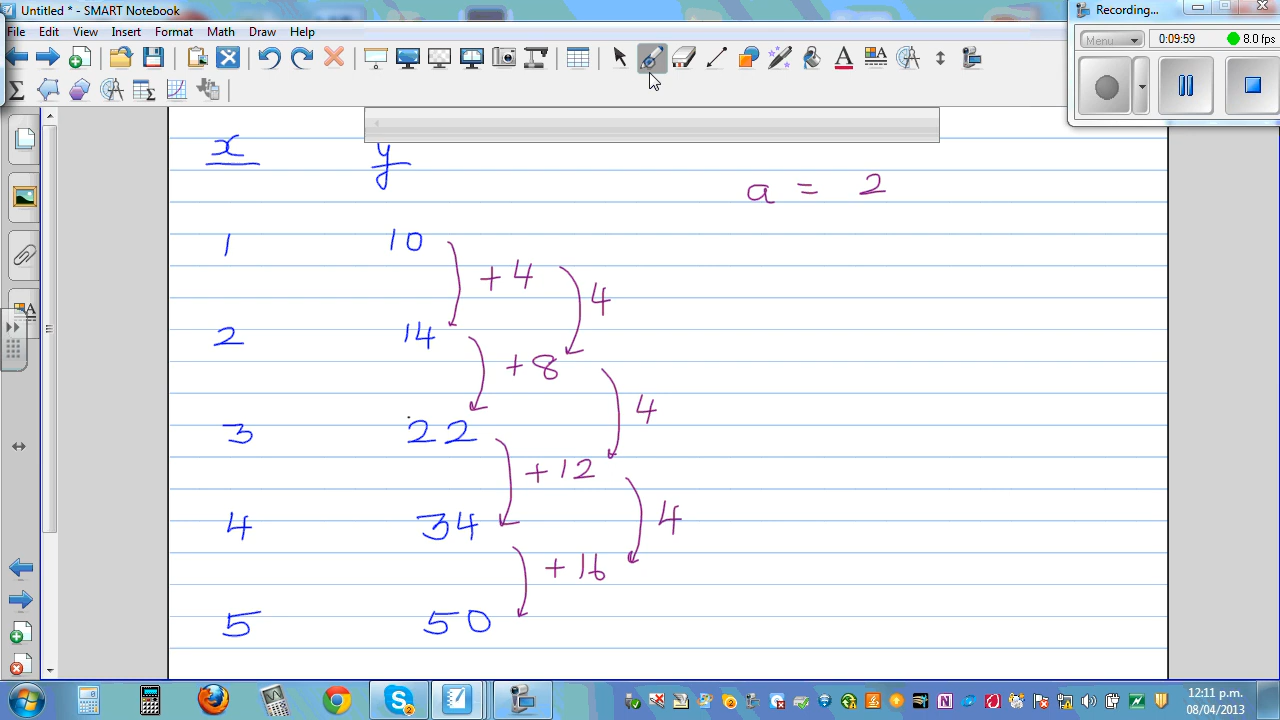 Untitled * - SMART Notebook
Recording...
File Edit View Insert Format Math Draw Help
Menu
0:09:59
8.0 fps
x y
a = 2
1 10
+4 4
2 14
+8
4
3 22
+12
4 34 4
+16
5 50
12:11 p.m.
08/04/2013